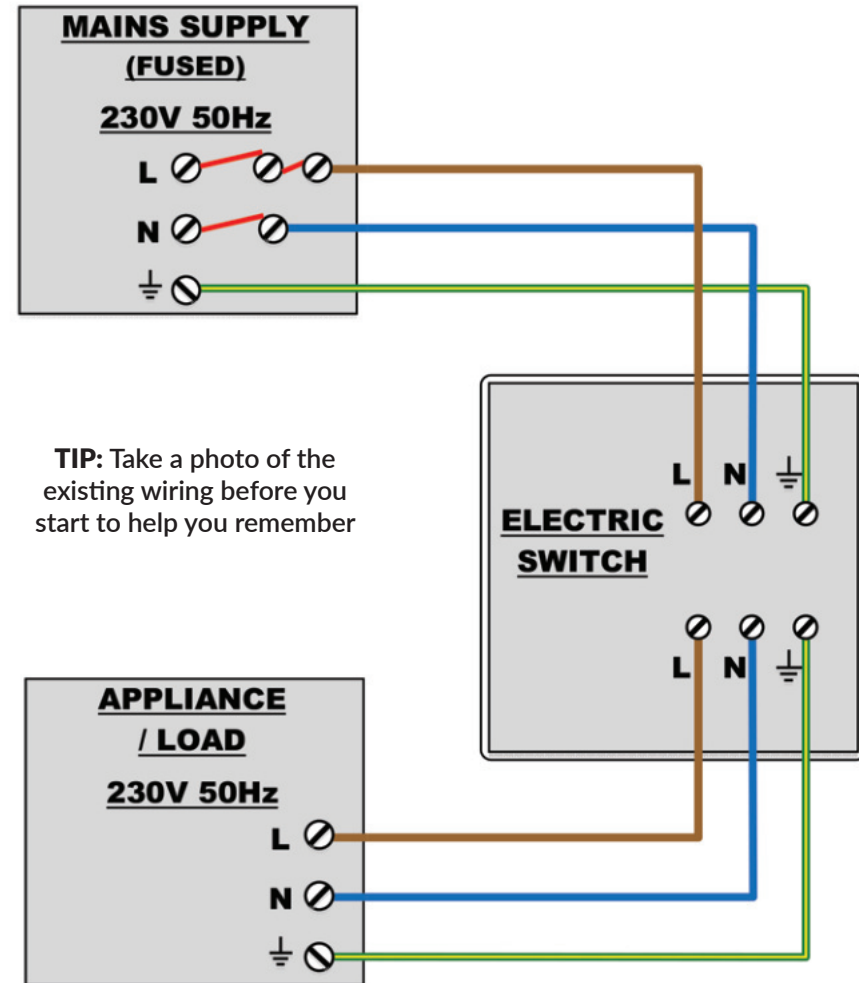 MAINS SUPPLY
(FUSED)
230V 50Hz
L
N
TIP: Take a photo of the
existing wiring before you
start to help you remember
L N
ELECTRIC
SWITCH
L N
APPLIANCE
/ LOAD
230V 50Hz
L
N